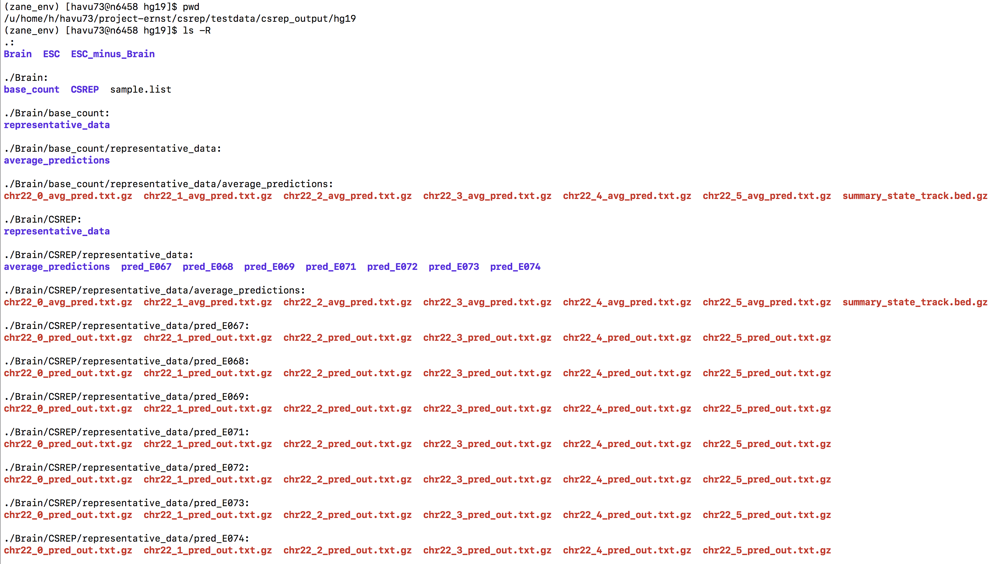 (zane_env) [havu73@n6458 hg19]$ pwd
/u/home/h/havu73/project-ernst/csrep/testdata/csrep_output/hg19
(zane_env) [havu73@n6458 hg19]$ ls -R
.:
Brain  ESC  ESC_minus_Brain
./Brain:
base_count  CSREP  sample.list
./Brain/base_count:
representative_data
./Brain/base_count/representative_data:
average_predictions
./Brain/base_count/representative_data/average_predictions:
chr22_0_avg_pred.txt.gz  chr22_1_avg_pred.txt.gz  chr22_2_avg_pred.txt.gz  chr22_3_avg_pred.txt.gz  chr22_4_avg_pred.txt.gz  chr22_5_avg_pred.txt.gz  summary_state_track.bed.gz
./Brain/CSREP:
representative_data
./Brain/CSREP/representative_data:
average_predictions  pred_E067  pred_E068  pred_E069  pred_E071  pred_E072  pred_E073  pred_E074
./Brain/CSREP/representative_data/average_predictions:
chr22_0_avg_pred.txt.gz  chr22_1_avg_pred.txt.gz  chr22_2_avg_pred.txt.gz  chr22_3_avg_pred.txt.gz  chr22_4_avg_pred.txt.gz  chr22_5_avg_pred.txt.gz  summary_state_track.bed.gz
./Brain/CSREP/representative_data/pred_E067:
chr22_0_pred_out.txt.gz  chr22_1_pred_out.txt.gz  chr22_2_pred_out.txt.gz  chr22_3_pred_out.txt.gz  chr22_4_pred_out.txt.gz  chr22_5_pred_out.txt.gz
./Brain/CSREP/representative_data/pred_E068:
chr22_0_pred_out.txt.gz  chr22_1_pred_out.txt.gz  chr22_2_pred_out.txt.gz  chr22_3_pred_out.txt.gz  chr22_4_pred_out.txt.gz  chr22_5_pred_out.txt.gz
./Brain/CSREP/representative_data/pred_E069:
chr22_0_pred_out.txt.gz  chr22_1_pred_out.txt.gz  chr22_2_pred_out.txt.gz  chr22_3_pred_out.txt.gz  chr22_4_pred_out.txt.gz  chr22_5_pred_out.txt.gz
./Brain/CSREP/representative_data/pred_E071:
chr22_0_pred_out.txt.gz  chr22_1_pred_out.txt.gz  chr22_2_pred_out.txt.gz  chr22_3_pred_out.txt.gz  chr22_4_pred_out.txt.gz  chr22_5_pred_out.txt.gz
./Brain/CSREP/representative_data/pred_E072:
chr22_0_pred_out.txt.gz  chr22_1_pred_out.txt.gz  chr22_2_pred_out.txt.gz  chr22_3_pred_out.txt.gz  chr22_4_pred_out.txt.gz  chr22_5_pred_out.txt.gz
./Brain/CSREP/representative_data/pred_E073:
chr22_0_pred_out.txt.gz  chr22_1_pred_out.txt.gz  chr22_2_pred_out.txt.gz  chr22_3_pred_out.txt.gz  chr22_4_pred_out.txt.gz  chr22_5_pred_out.txt.gz
./Brain/CSREP/representative_data/pred_E074:
chr22_0_pred_out.txt.gz  chr22_1_pred_out.txt.gz  chr22_2_pred_out.txt.gz  chr22_3_pred_out.txt.gz  chr22_4_pred_out.txt.gz  chr22_5_pred_out.txt.gz